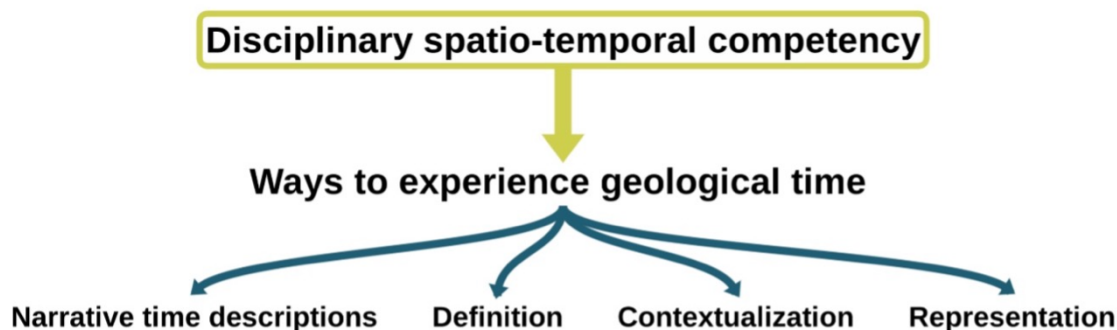 Disciplinary spatio-temporal competency
Ways to experience geological time
Narrative time descriptions
Definition
Contextualization
Representation